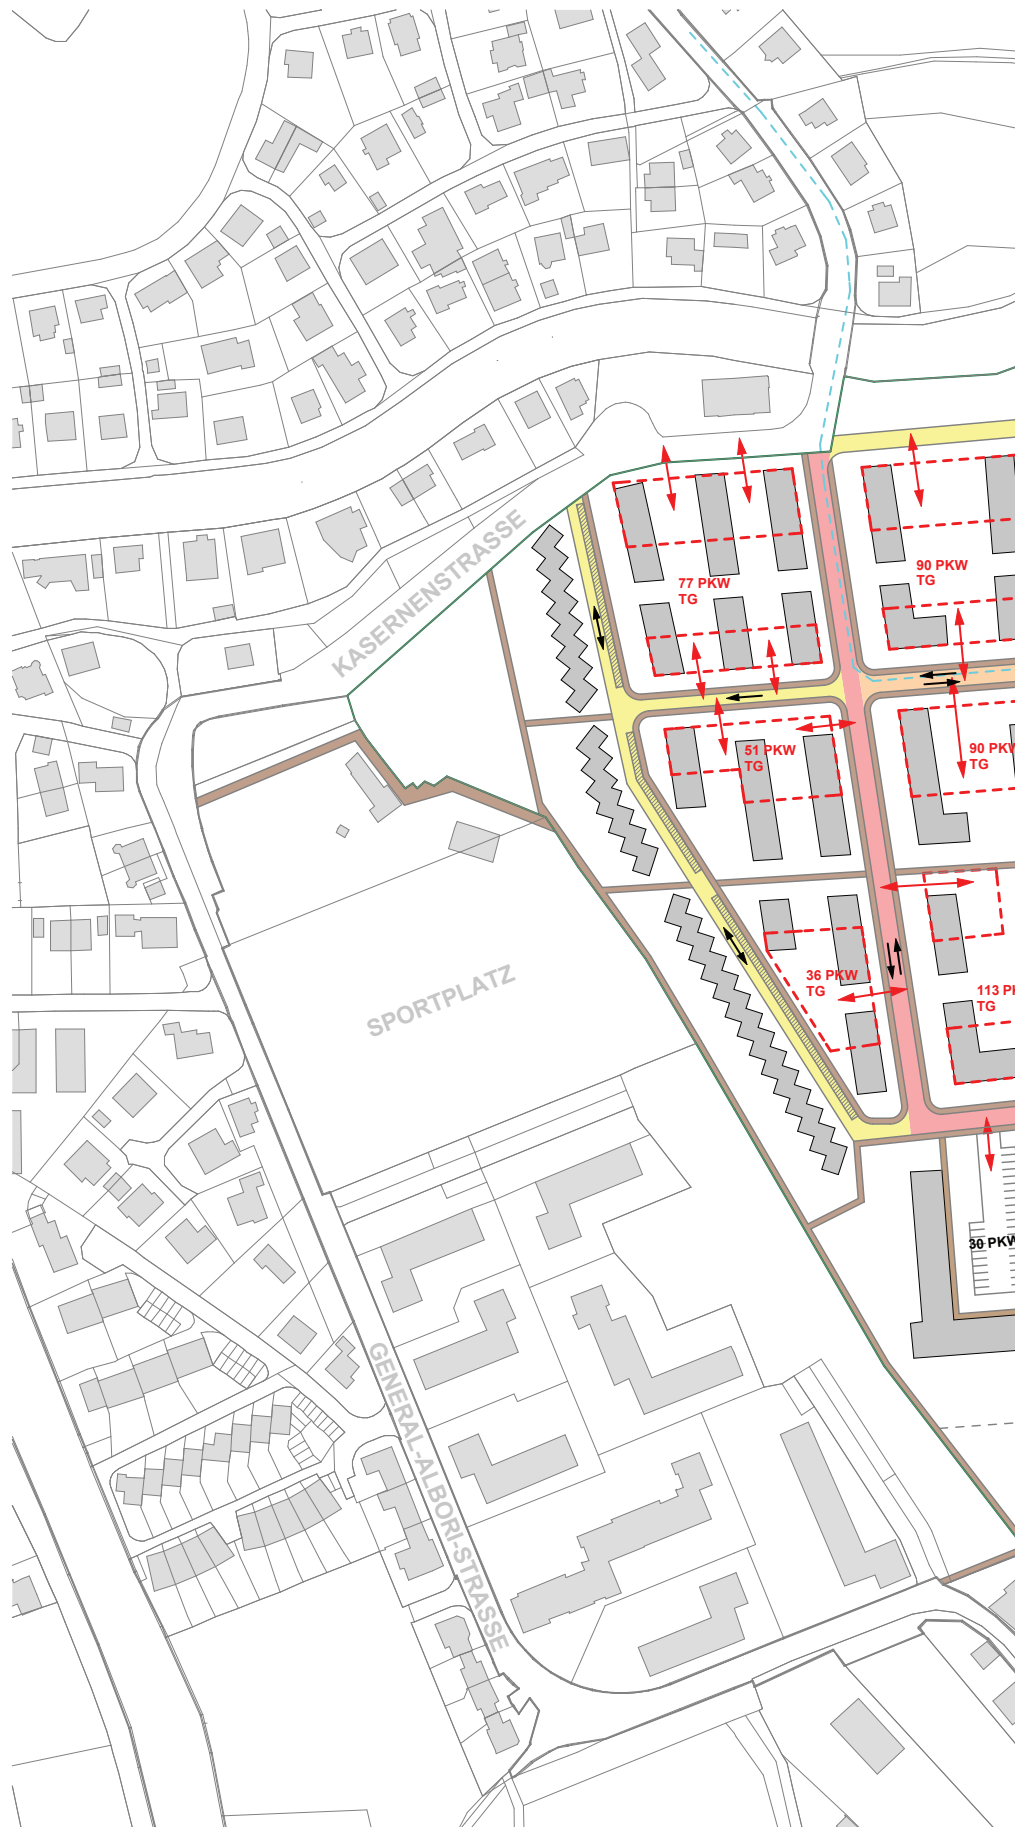 KASERNENSTRASSE
77 PKW
TG
90 PKW
TG
51 PKW
TG
90 PKW
TG
36 PKW
TG
113 PK
TG
SPORTPLATZ
30 PKW
GENERAL-ALBORI-STRASSE